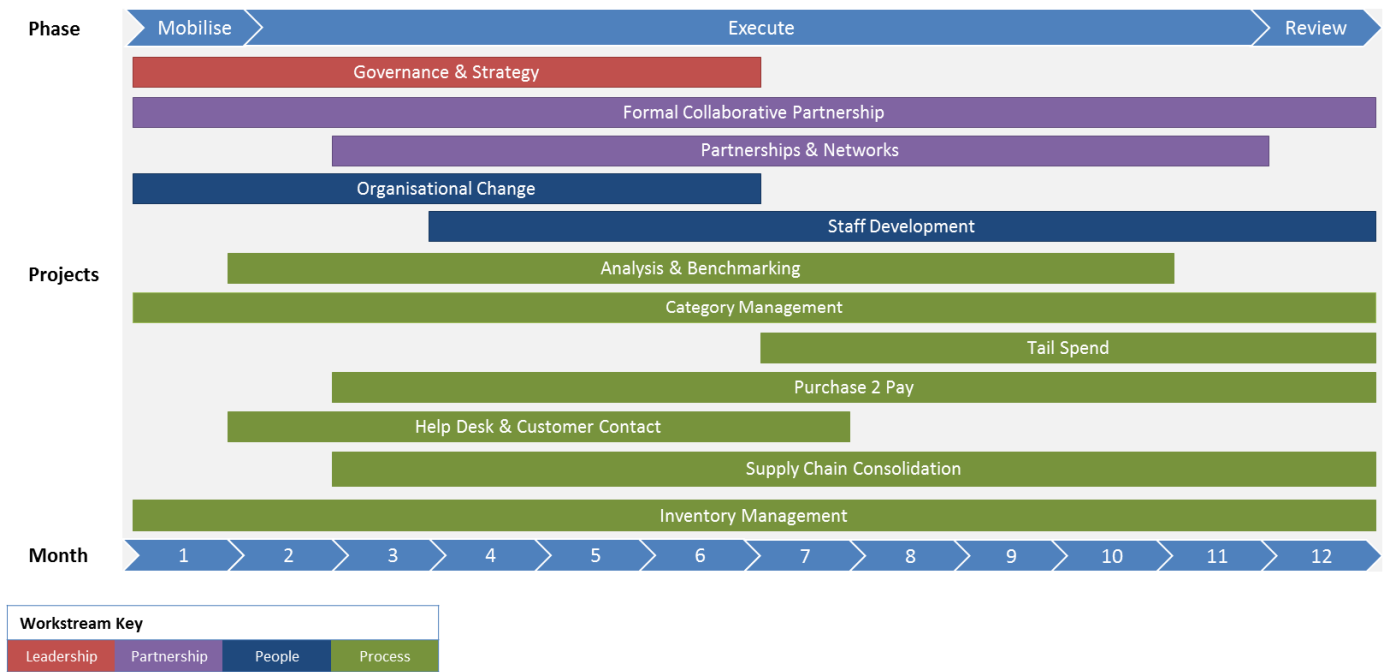 Phase Mobilise Execute Review
Governance & Strategy
Formal Collaborative Partnership
Partnerships & Networks
Organisational Change
Staff Development
Projects
Analysis & Benchmarking
Category Management
Tail Spend
Purchase 2 Pay
Help Desk & Customer Contact
Supply Chain Consolidation
Inventory Management
Month 1 2 3 4 5 6 7 8 9 10 11 12
Workstream Key
Leadership Partnership People Process